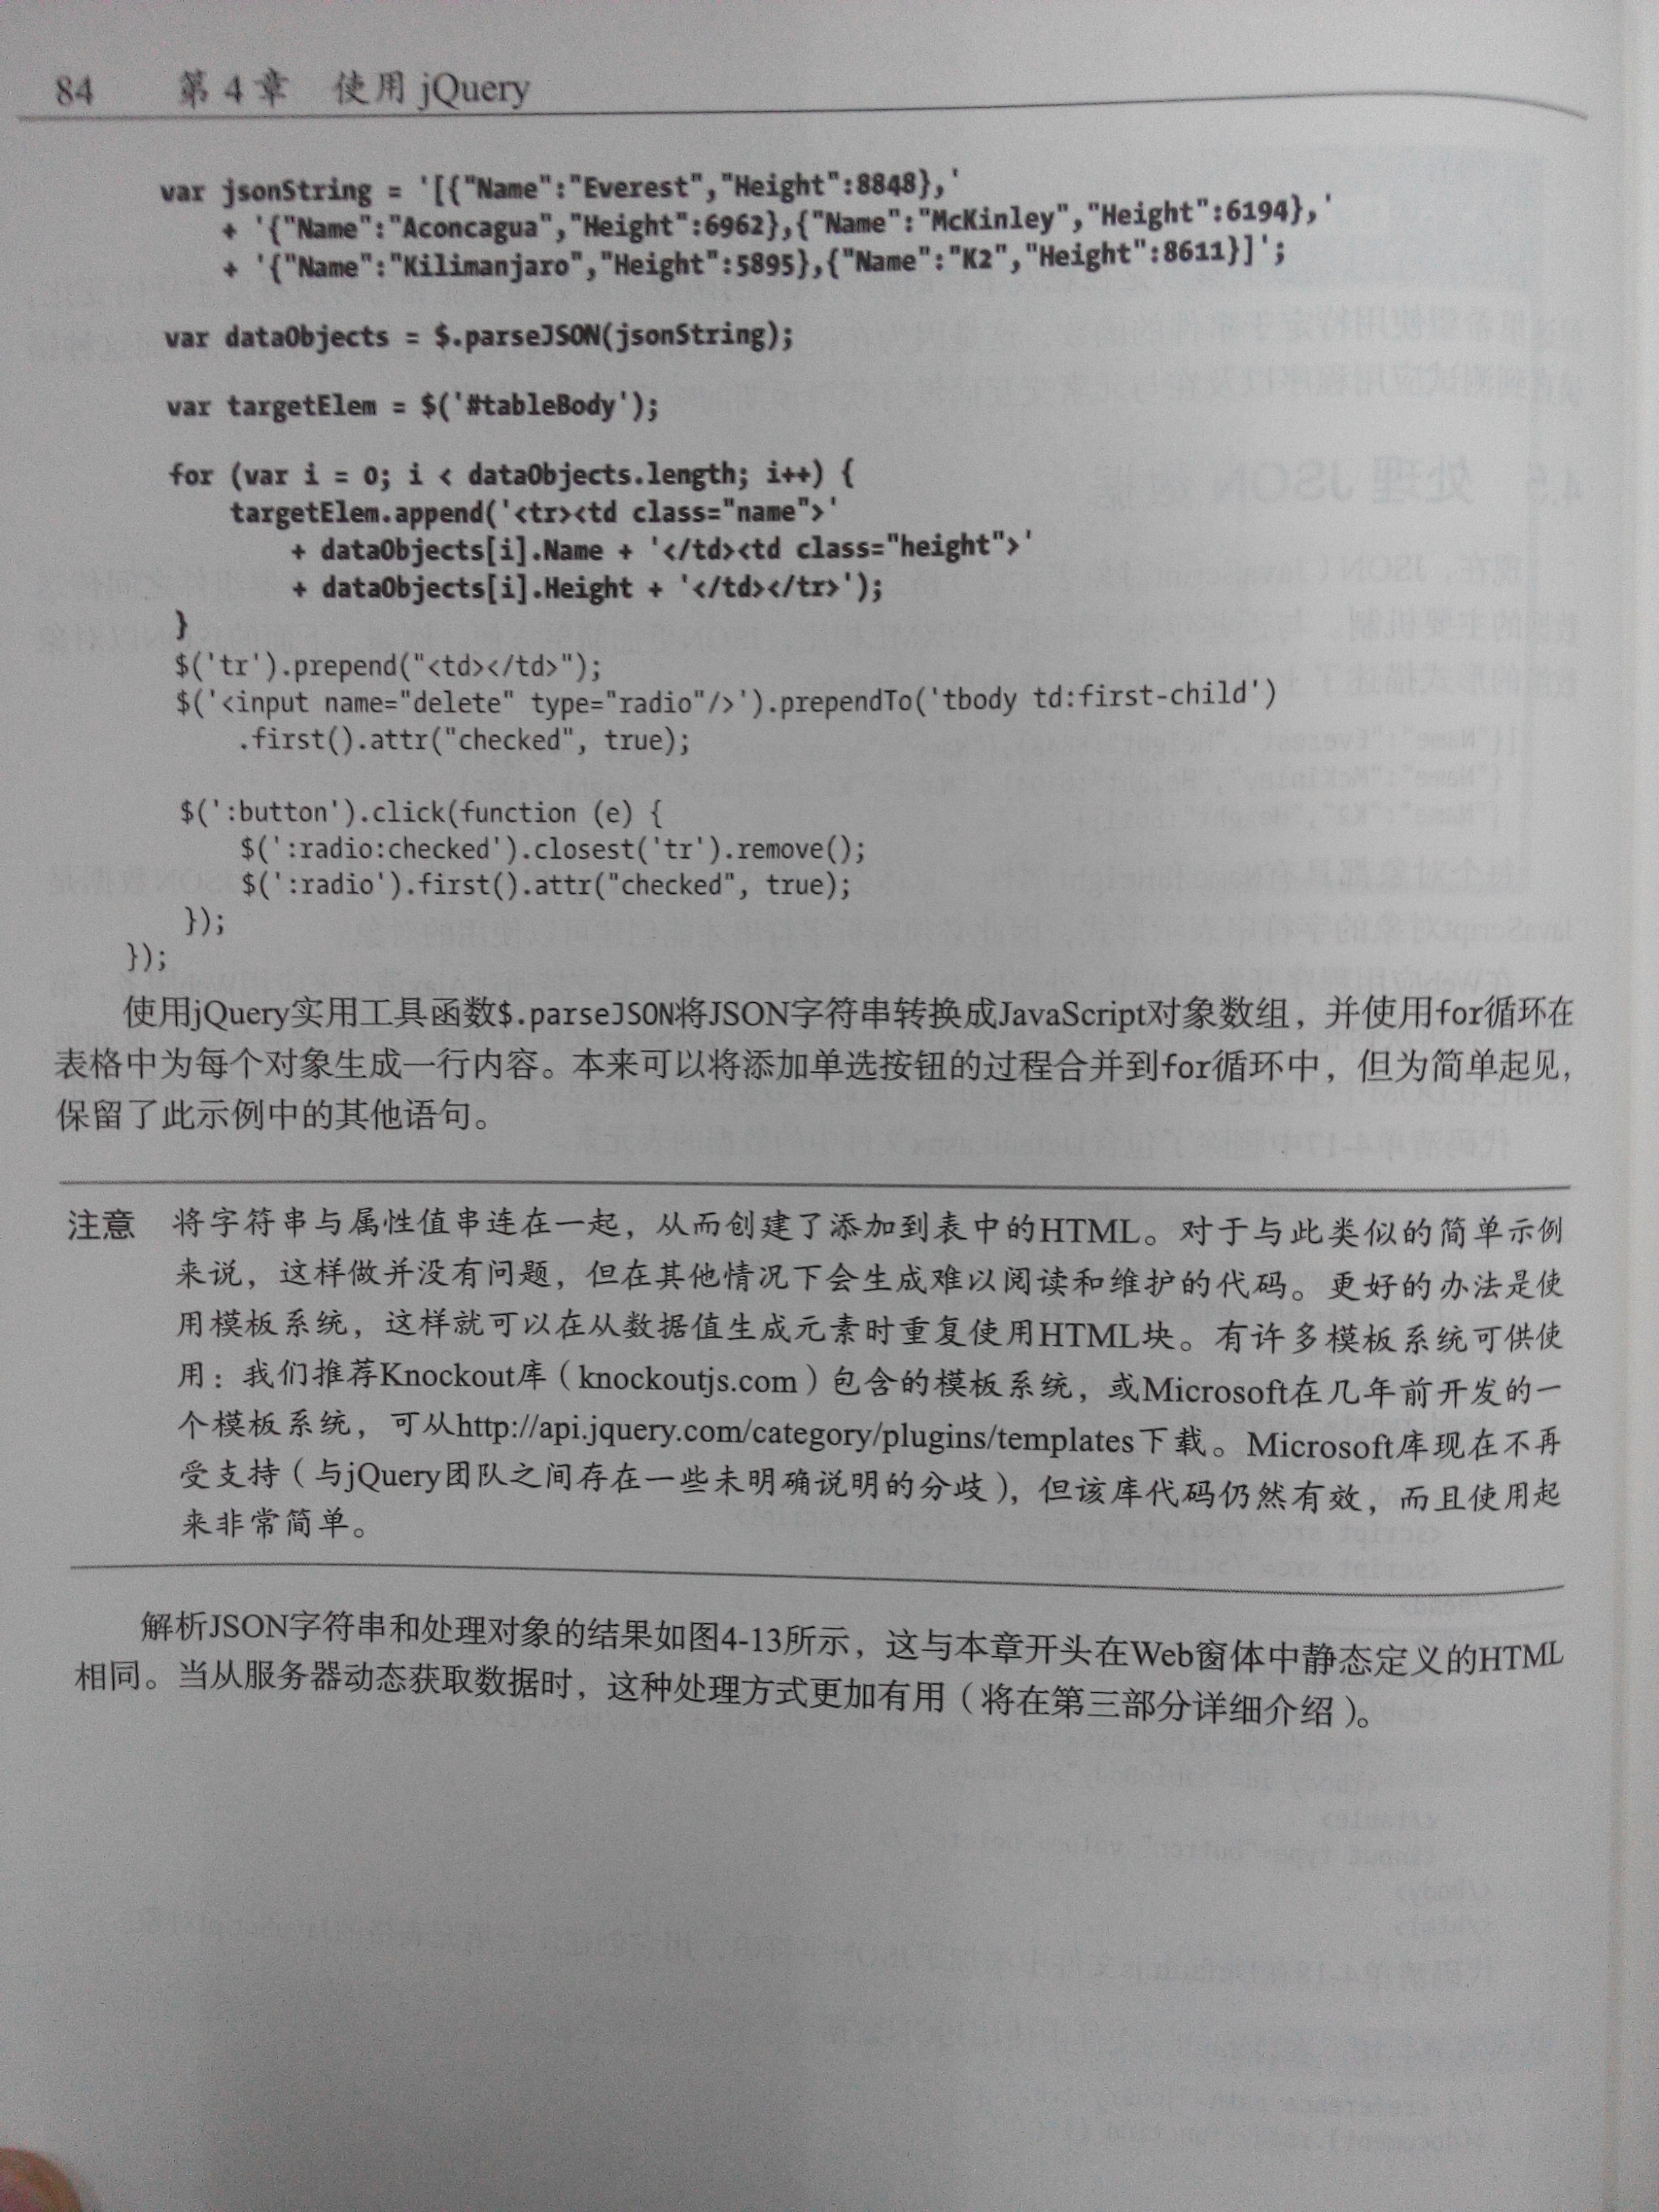 84 第 4 章 使用 jQuery
var jsonString = '[{"Name":"Everest","Height":8848},'
+ '{"Name":"Aconcagua","Height":6962},{"Name":"McKinley","Height":6194},'
+ '{"Name":"Kilimanjaro","Height":5895},{"Name":"K2","Height":8611}]';
var dataObjects = $.parseJSON(jsonString);
var targetElem = $('#tableBody');
for (var i = 0; i < dataObjects.length; i++) {
targetElem.append('<tr><td class="name">'
+ dataObjects[i].Name + '</td><td class="height">'
+ dataObjects[i].Height + '</td></tr>');
}
$('tr').prepend("<td></td>");
$('<input name="delete" type="radio"/>').prependTo('tbody td:first-child')
.first().attr("checked", true);
$(':button').click(function (e) {
$(':radio:checked').closest('tr').remove();
$(':radio').first().attr("checked", true);
});
});
使用jQuery实用工具函数$.parseJSON将JSON字符串转换成JavaScript对象数组，并使用for循环在
表格中为每个对象生成一行内容。本来可以将添加单选按钮的过程合并到for循环中，但为简单起见，
保留了此示例中的其他语句。
注意 将字符串与属性值串连在一起，从而创建了添加到表中的HTML。对于与此类似的简单示例
来说，这样做并没有问题，但在其他情况下会生成难以阅读和维护的代码。更好的办法是使
用模板系统，这样就可以在从数据值生成元素时重复使用HTML块。有许多模板系统可供使
用：我们推荐Knockout库（knockoutjs.com）包含的模板系统，或Microsoft在几年前开发的一
个模板系统，可从http://api.jquery.com/category/plugins/templates下载。Microsoft库现在不再
受支持（与jQuery团队之间存在一些未明确说明的分歧），但该库代码仍然有效，而且使用起
来非常简单。
解析JSON字符串和处理对象的结果如图4-13所示，这与本章开头在Web窗体中静态定义的HTML
相同。当从服务器动态获取数据时，这种处理方式更加有用（将在第三部分详细介绍）。